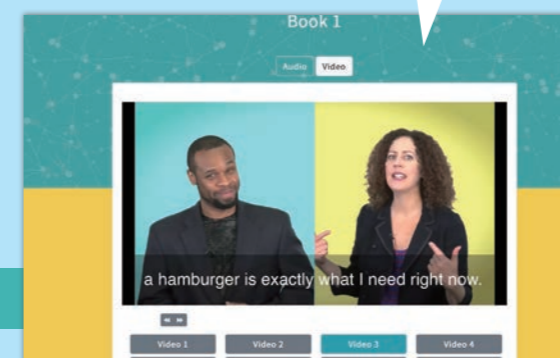 Book 1
Audio Video
a hamburger is exactly what I need right now.
Video 1 Video 2 Video 3 Video 4